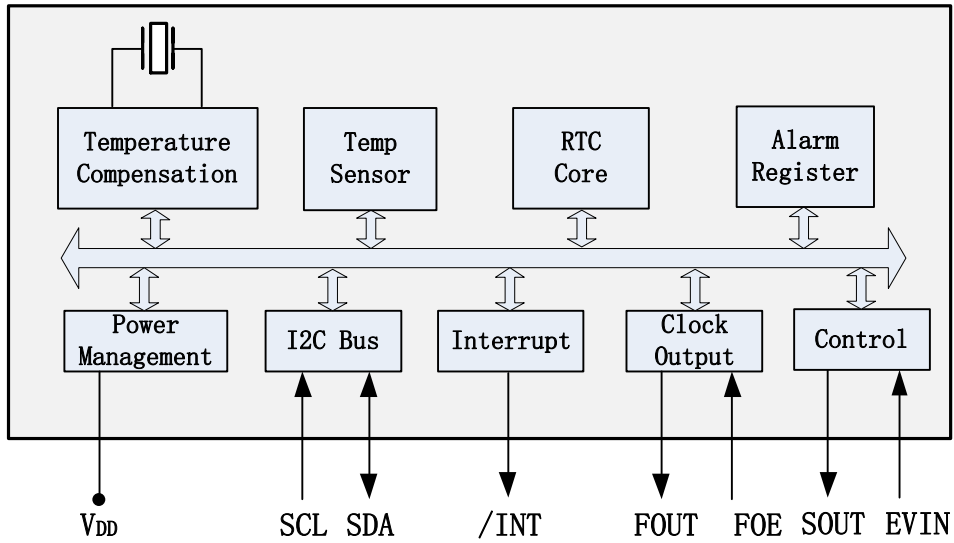 Temperature
Compensation
Temp
Sensor
RTC
Core
Alarm
Register
Power
Management
I2C Bus
Interrupt
Clock
Output
Control
VDD
SCL
SDA
/INT
FOUT
FOE
SOUT
EVIN